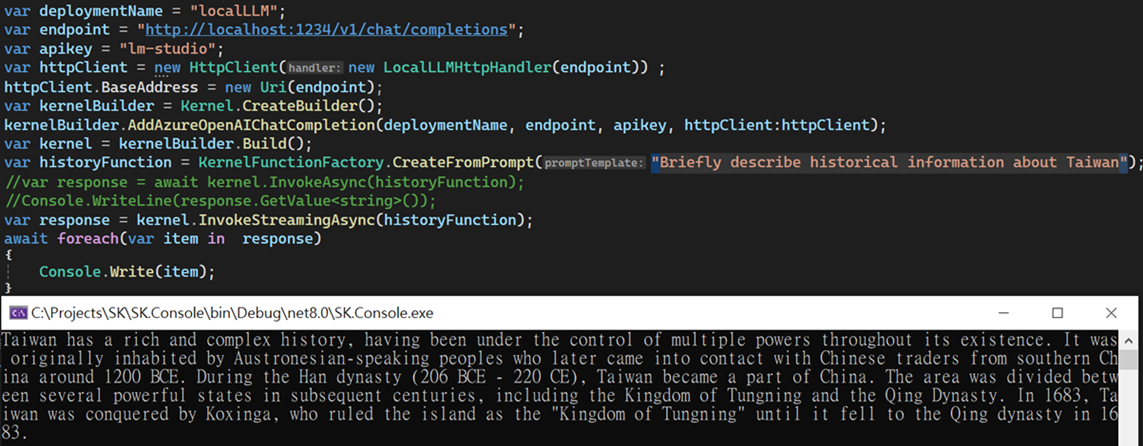 var deploymentName = "localLLM";
var endpoint = "http://localhost:1234/v1/chat/completions";
var apikey = "lm-studio";
var httpClient = new HttpClient(handler:new LocalLLMHttpHandler(endpoint)) ;
httpClient.BaseAddress = new Uri(endpoint);
var kernelBuilder = Kernel.CreateBuilder();
kernelBuilder.AddAzureOpenAIChatCompletion(deploymentName, endpoint, apikey, httpClient:httpClient);
var kernel = kernelBuilder.Build();
var historyFunction = KernelFunctionFactory.CreateFromPrompt(promptTemplate:"Briefly describe historical information about Taiwan");
//var response = await kernel.InvokeAsync(historyFunction);
//Console.WriteLine(response.GetValue<string>());
var response = kernel.InvokeStreamingAsync(historyFunction);
await foreach(var item in  response)
{
    Console.Write(item);
}
C:\Projects\SK\SK.Console\bin\Debug\net8.0\SK.Console.exe
Taiwan has a rich and complex history, having been under the control of multiple powers throughout its existence. It was
 originally inhabited by Austronesian-speaking peoples who later came into contact with Chinese traders from southern Ch
ina around 1200 BCE. During the Han dynasty (206 BCE - 220 CE), Taiwan became a part of China. The area was divided betw
een several powerful states in subsequent centuries, including the Kingdom of Tungning and the Qing Dynasty. In 1683, Ta
iwan was conquered by Koxinga, who ruled the island as the "Kingdom of Tungning" until it fell to the Qing dynasty in 16
83.